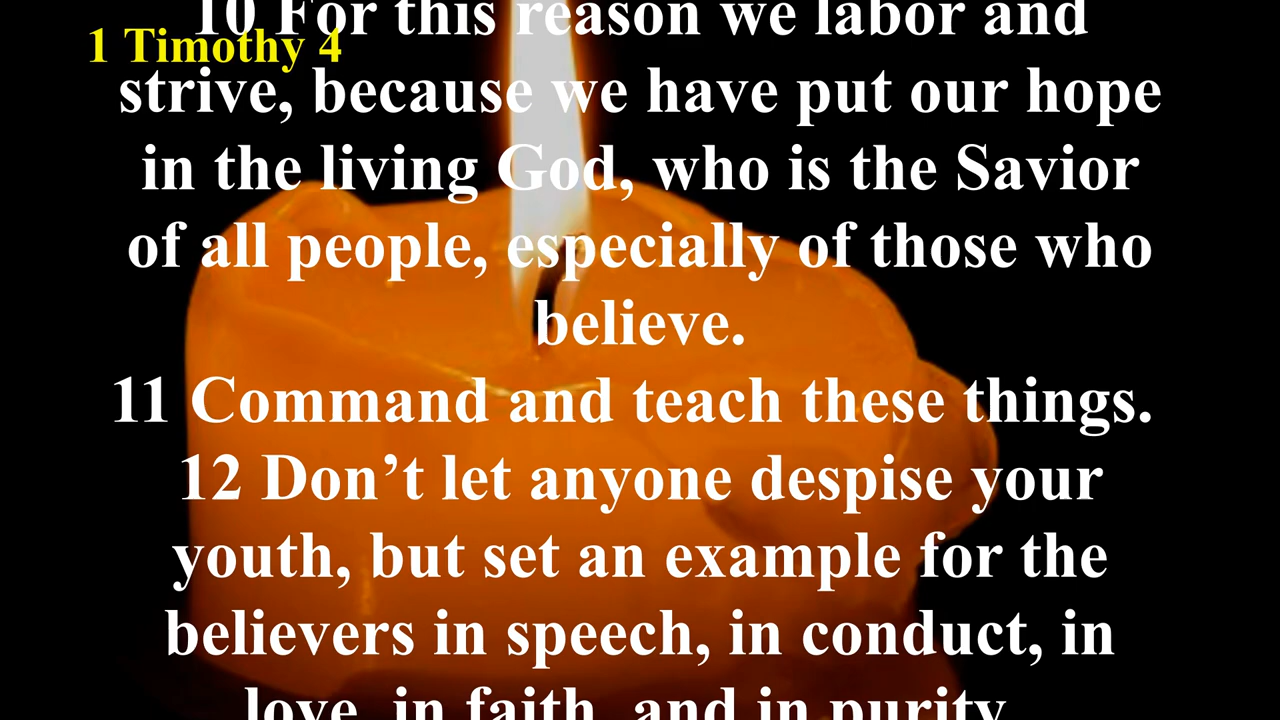 1 Timothy 4
10 For this reason we labor and
strive, because we have put our hope
in the living God, who is the Savior
of all people, especially of those who
believe.
11 Command and teach these things.
12 Don’t let anyone despise your
youth, but set an example for the
believers in speech, in conduct, in
love, in faith, and in purity.